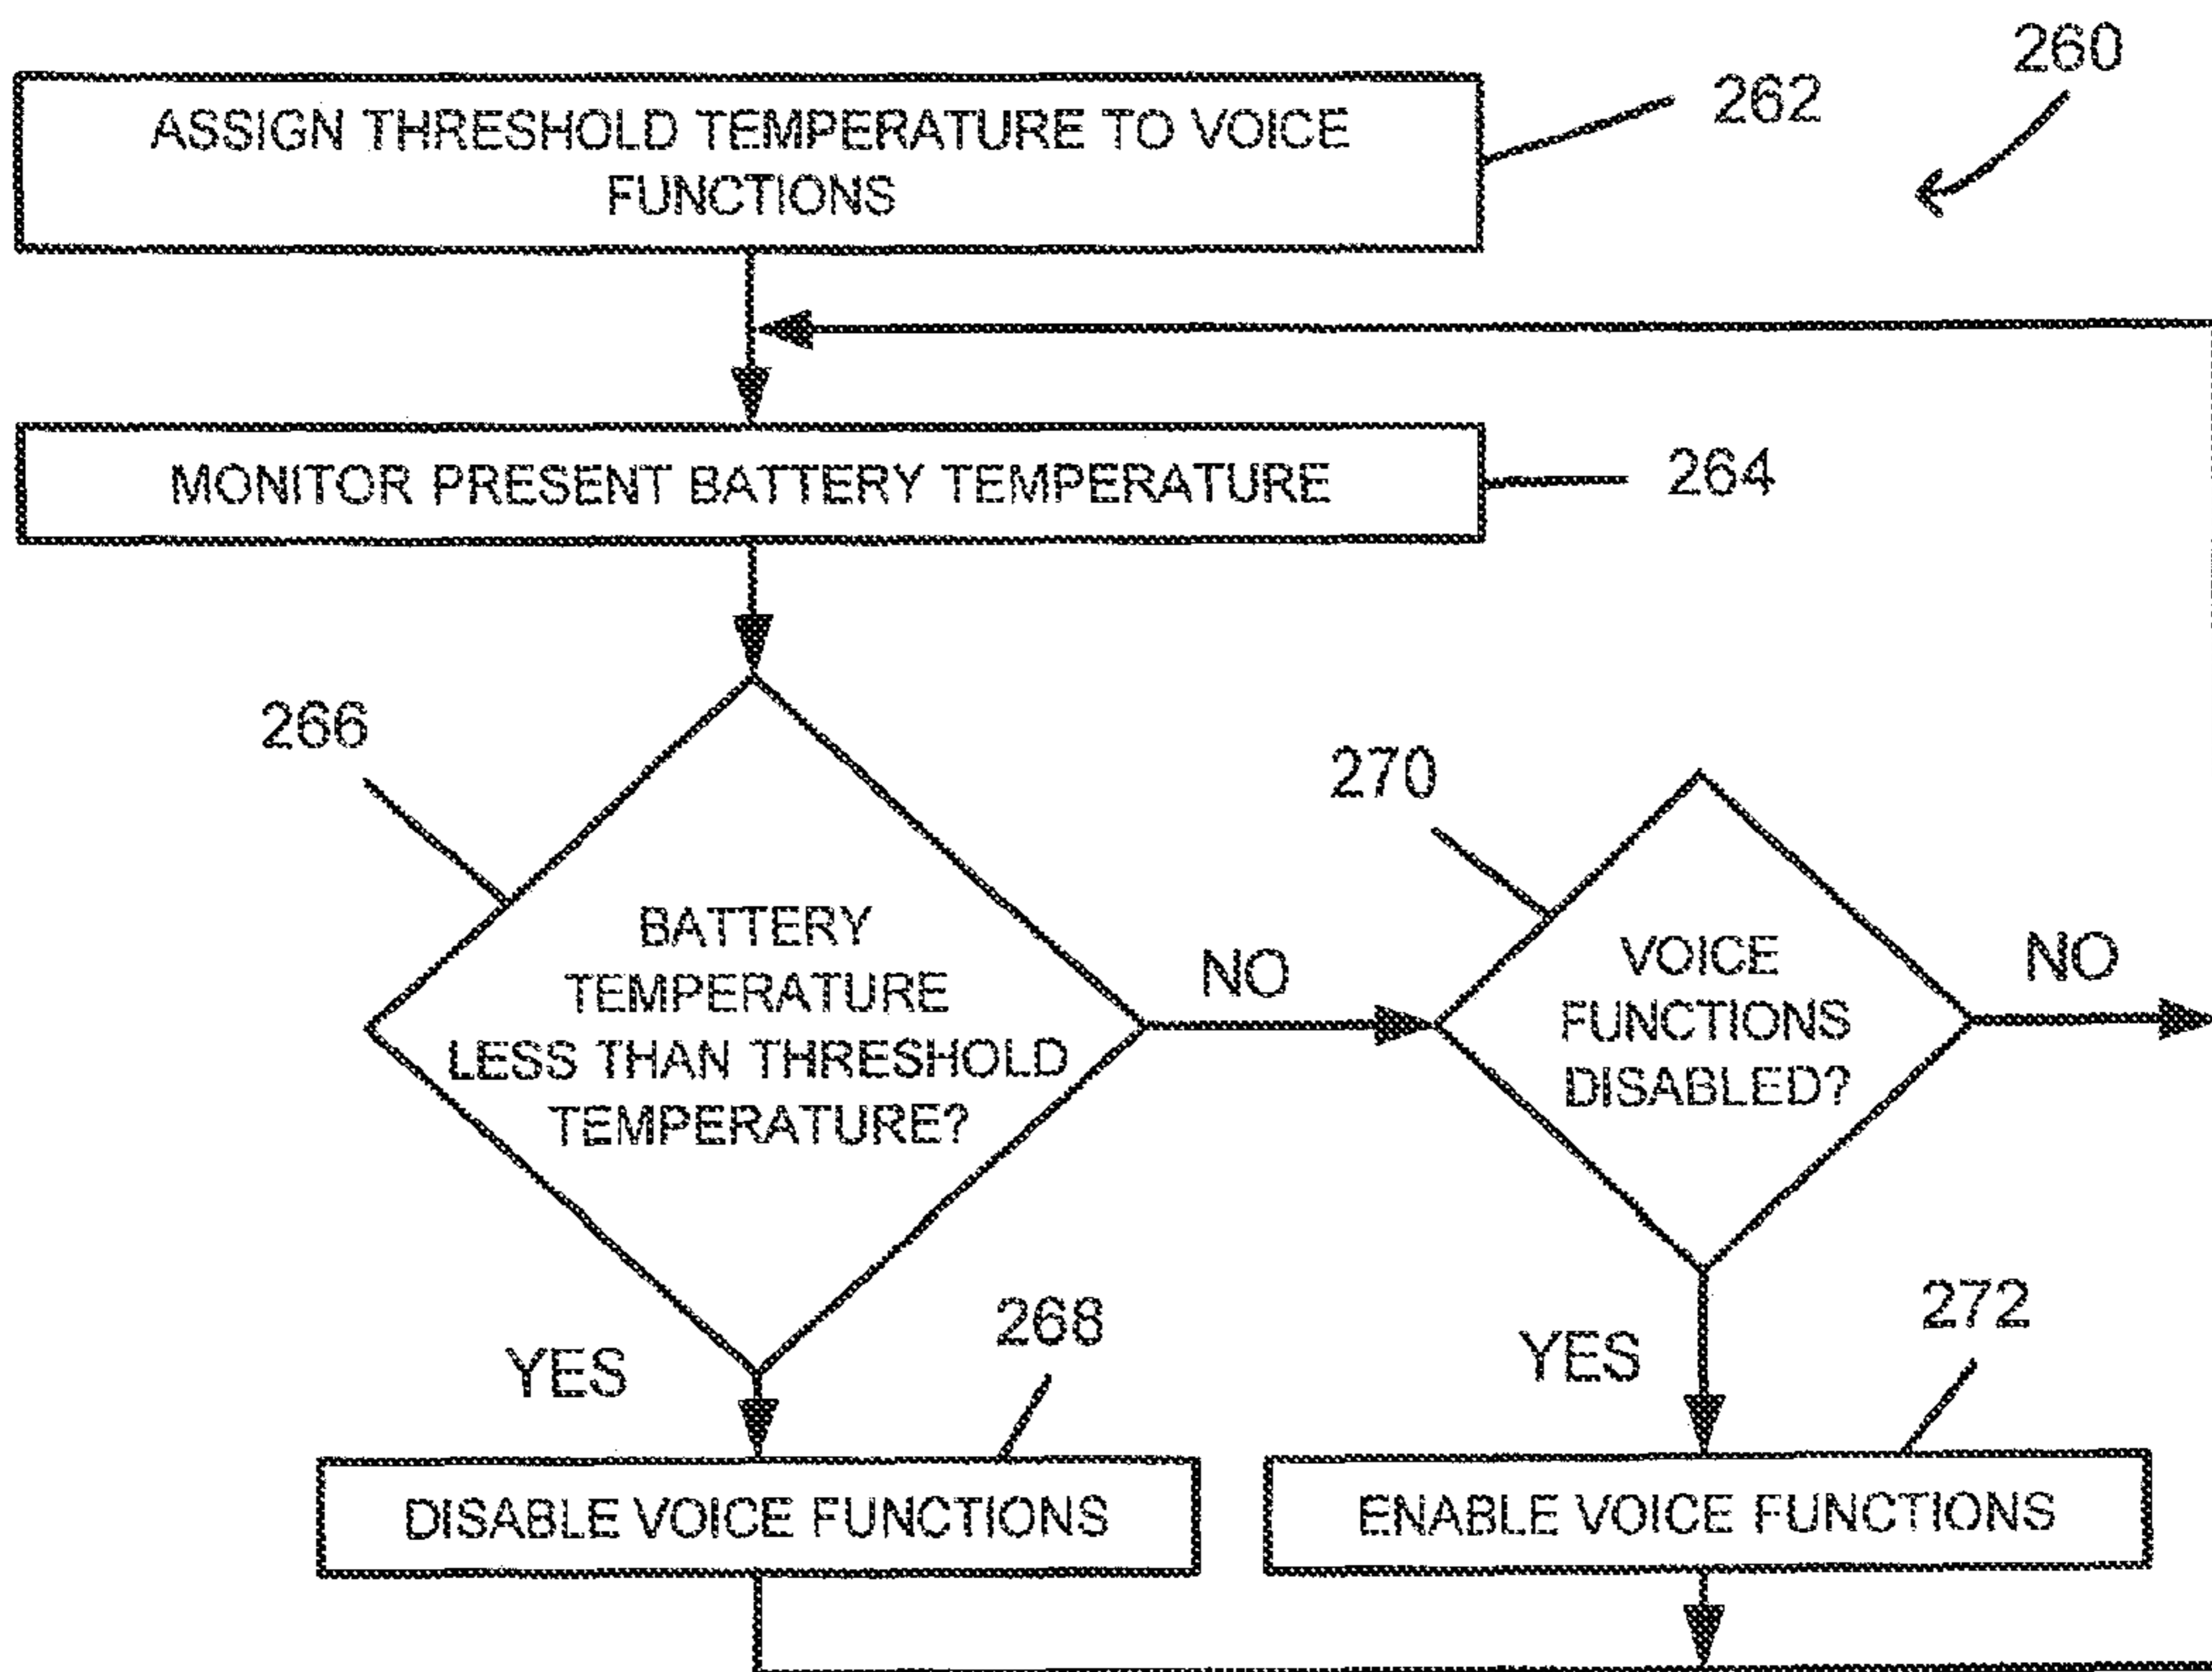 260
ASSIGN THRESHOLD TEMPERATURE TO VOICE
FUNCTIONS
262
MONITOR PRESENT BATTERY TEMPERATURE
264
266
BATTERY
TEMPERATURE
LESS THAN THRESHOLD
TEMPERATURE?
NO
270
VOICE
FUNCTIONS
DISABLED?
NO
YES
268
YES
272
DISABLE VOICE FUNCTIONS
ENABLE VOICE FUNCTIONS